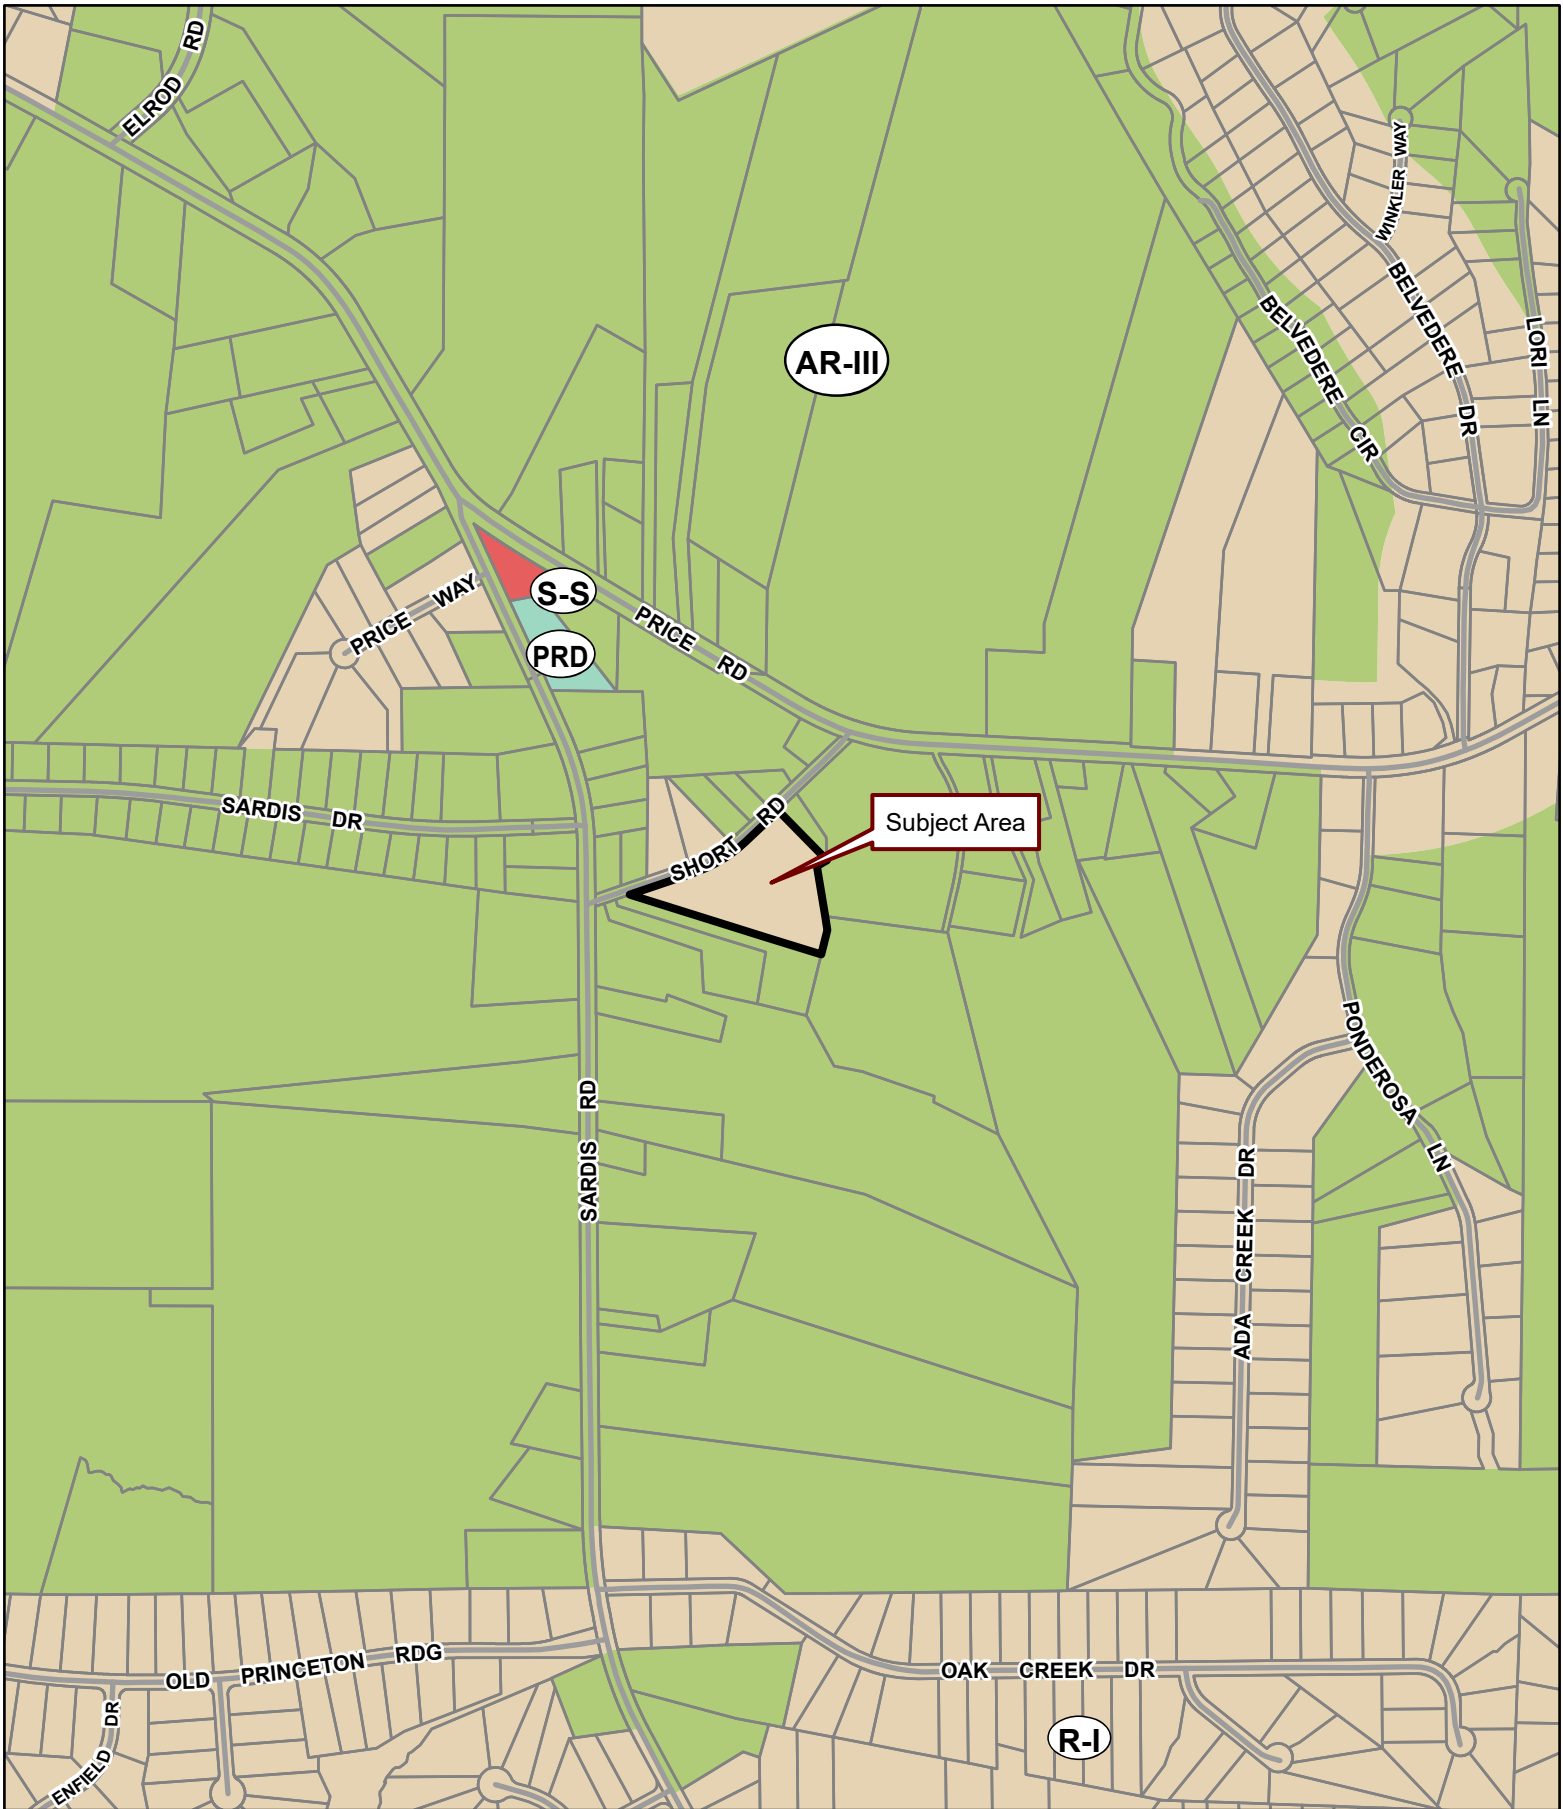 ELROD RD
WINKLER WAY
BELVEDERE DR
BELVEDERE CIR
LORI LN
AR-III
S-S
PRD
PRICE WAY
PRICE RD
SARDIS DR
SHORT RD
Subject Area
PONDEROSA LN
SARDIS RD
ADA CREEK DR
OLD PRINCETON RDG
OAK CREEK DR
R-I
ENFIELD DR